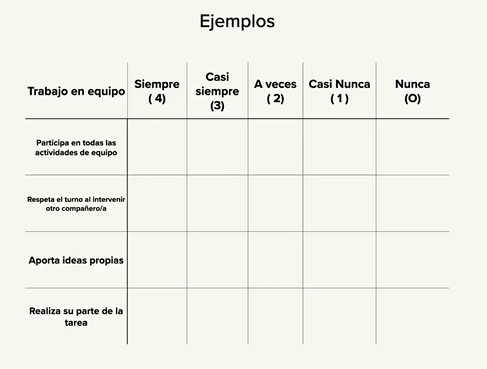 Ejemplos
Trabajo en equipo
Siempre
( 4)
Casi
siempre
(3)
A veces
( 2)
Casi Nunca
( 1 )
Nunca
(O)
Participa en todas las
actividades de equipo
Respeta el turno al intervenir
otro compañero/a
Aporta ideas propias
Realiza su parte de la
tarea